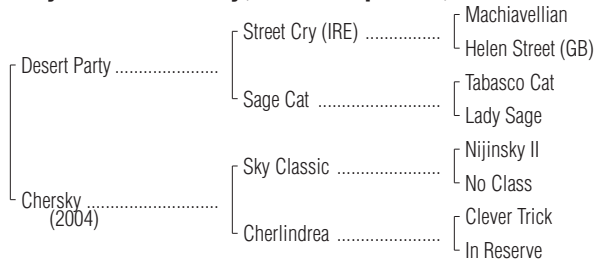 Machiavellian
Street Cry (IRE) ................
Helen Street (GB)
Desert Party ......................
Tabasco Cat
Sage Cat ..........................
Lady Sage
Nijinsky II
Sky Classic ......................
No Class
Chersky ............................
(2004)
Clever Trick
Cherlindrea ......................
In Reserve